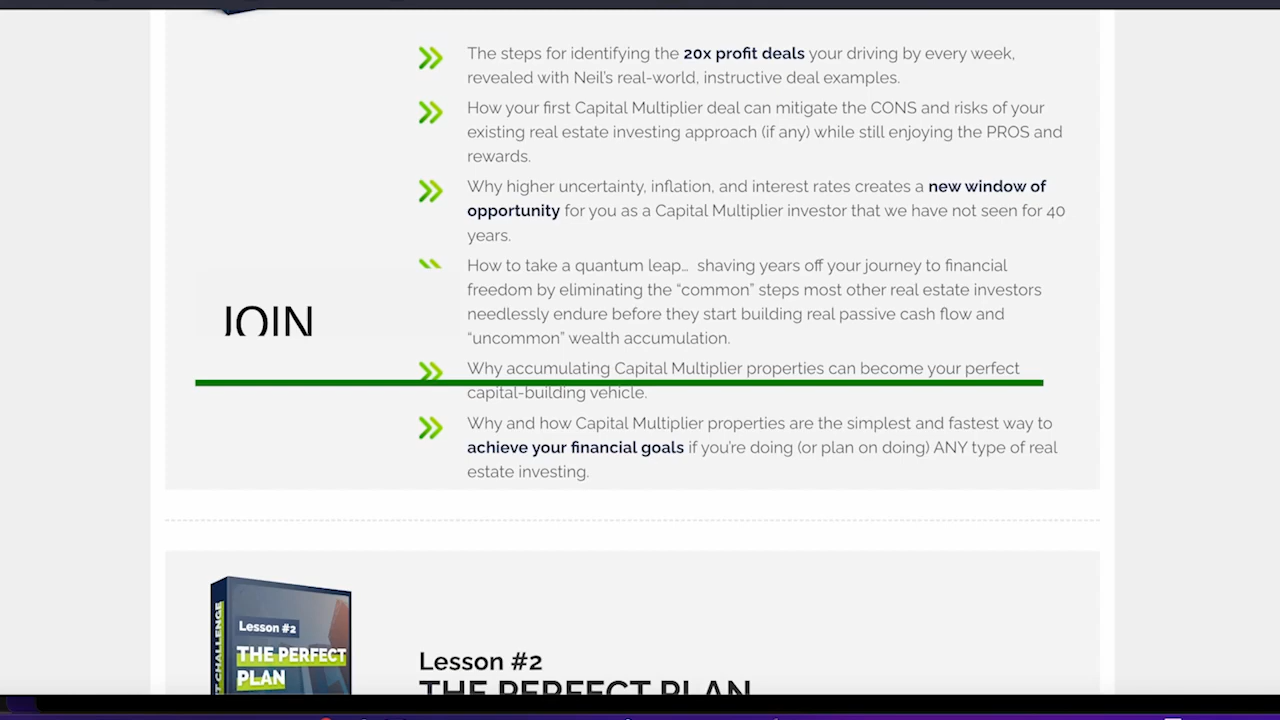 The steps for identifying the 20x profit deals your driving by every week,
revealed with Neil's real-world, instructive deal examples.
How your first Capital Multiplier deal can mitigate the CONS and risks of your
existing real estate investing approach (if any) while still enjoying the PROS and
rewards.
Why higher uncertainty, inflation, and interest rates creates a new window of
opportunity for you as a Capital Multiplier investor that we have not seen for 40
years.
How to take a quantum leap… shaving years off your journey to financial
freedom by eliminating the “common” steps most other real estate investors
needlessly endure before they start building real passive cash flow and
“uncommon” wealth accumulation.
JOIN
Why accumulating Capital Multiplier properties can become your perfect
capital-building vehicle.
Why and how Capital Multiplier properties are the simplest and fastest way to
achieve your financial goals if you're doing (or plan on doing) ANY type of real
estate investing.
CHALLENGE
Lesson #2
THE PERFECT
PLAN
Lesson #2
THE PERFECT PLAN